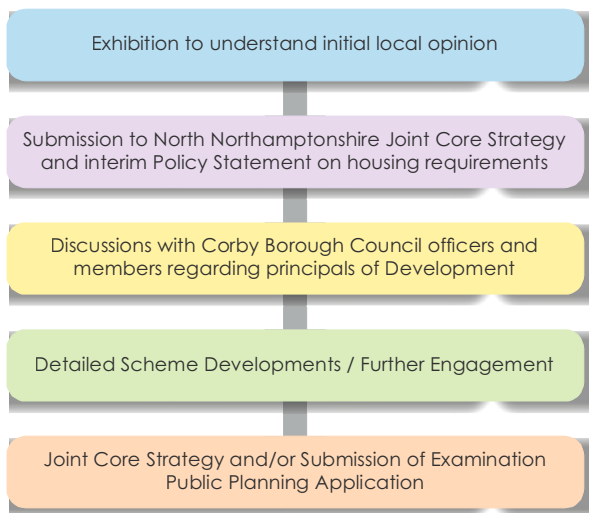 Exhibition to understand initial local opinion
Submission to North Northamptonshire Joint Core Strategy
and interim Policy Statement on housing requirements
Discussions with Corby Borough Council officers and
members regarding principals of Development
Detailed Scheme Developments / Further Engagement
Joint Core Strategy and/or Submission of Examination
Public Planning Application